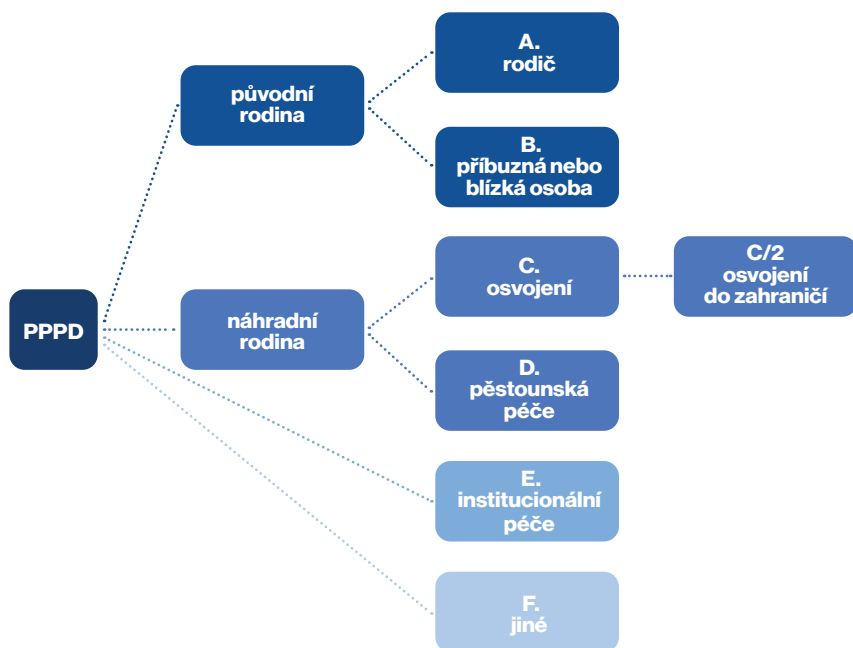 PPPD
původní
rodina
A.
rodič
B.
příbuzná nebo
blízká osoba
náhradní
rodina
C.
osvojení
C/2
osvojení
do zahraničí
D.
pěstounská
péče
E.
institucionální
péče
F.
jiné